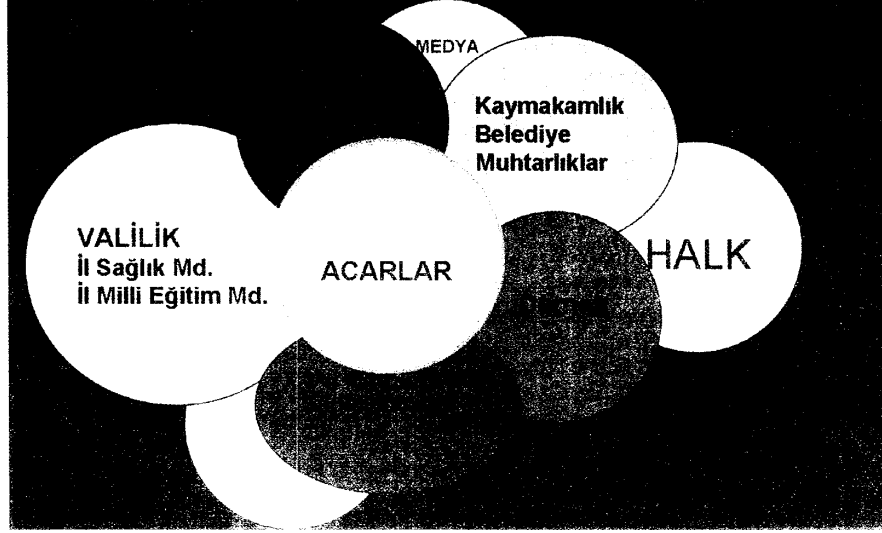 MEDYA
Kaymakamlık
Belediye
Muhtarlıklar
VALİLİK
İl Sağlık Md.
İl Milli Eğitim Md.
ACARLAR
HALK